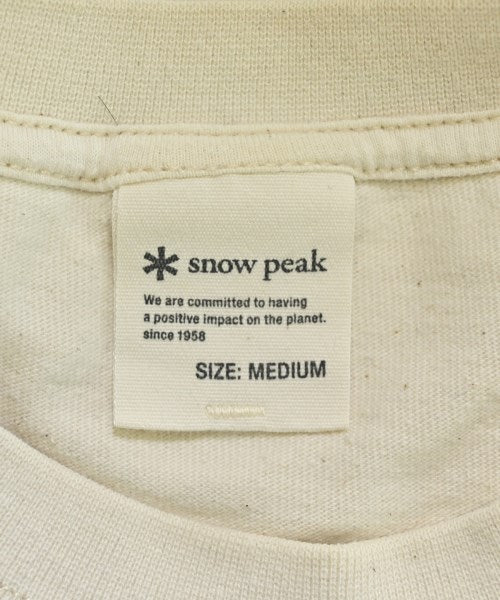 snow peak
We are committed to having
a positive impact on the planet.
since 1958
SIZE: MEDIUM